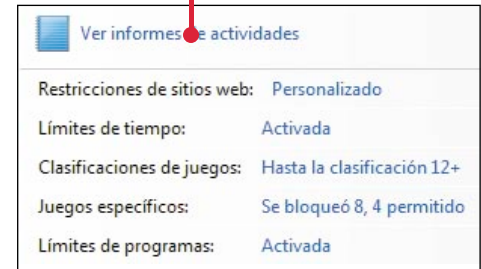 Ver informes de actividades
Restricciones de sitios web: Personalizado
Límites de tiempo: Activada
Clasificaciones de juegos: Hasta la clasificación 12+
Juegos específicos: Se bloqueó 8, 4 permitido
Límites de programas: Activada